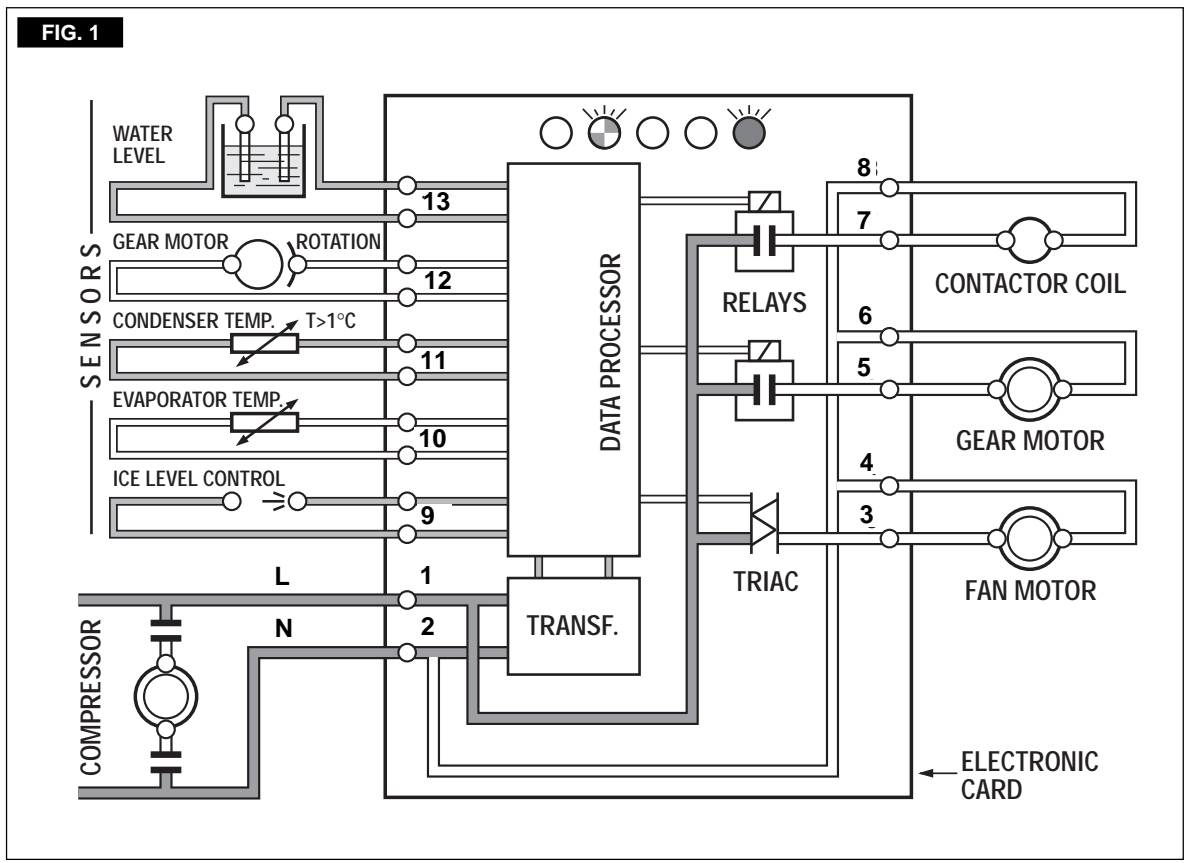 FIG. 1
WATER
LEVEL
13
GEAR MOTOR
ROTATION
12
CONDENSER TEMP.
T>1°C
11
EVAPORATOR TEMP.
10
ICE LEVEL CONTROL
9
SENSORS
L
1
N
2
COMPRESSOR
DATA PROCESSOR
TRANSF.
RELAYS
TRIAC
8
7
CONTACTOR COIL
6
5
GEAR MOTOR
4
3
FAN MOTOR
ELECTRONIC
CARD